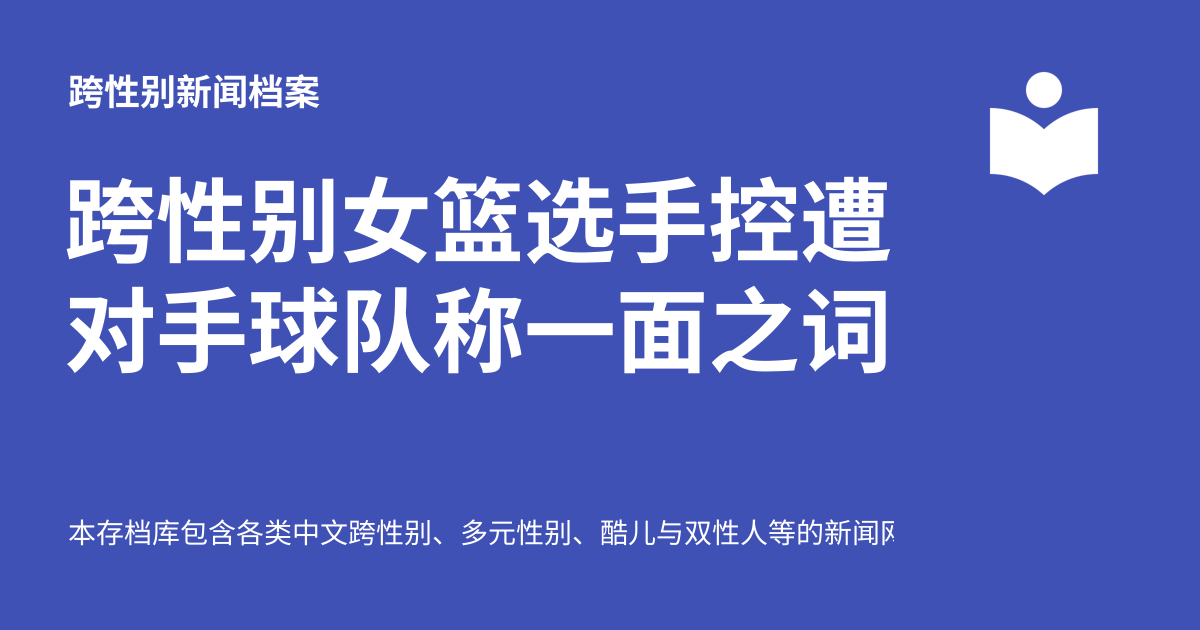 跨性别新闻档案
跨性别女篮选手控遭
对手球队称一面之词
本存档库包含各类中文跨性别、多元性别、酷儿与双性人等的新闻